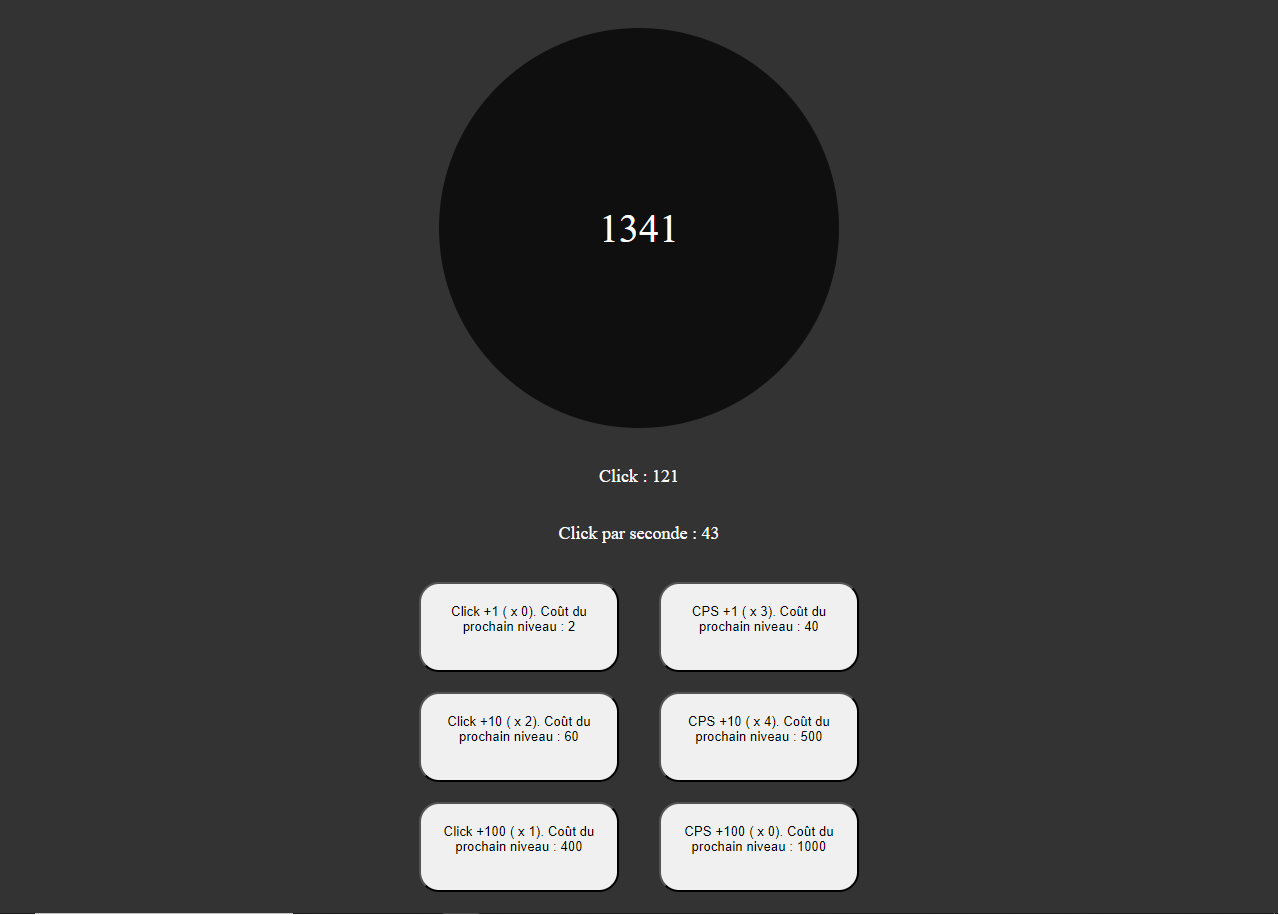 1341
Click : 121
Click par seconde : 43
Click +1 ( x 0). Coût du
prochain niveau : 2
CPS +1 ( x 3). Coût du
prochain niveau : 40
Click +10 ( x 2). Coût du
prochain niveau : 60
CPS +10 ( x 4). Coût du
prochain niveau : 500
Click +100 ( x 1). Coût du
prochain niveau : 400
CPS +100 ( x 0). Coût du
prochain niveau : 1000